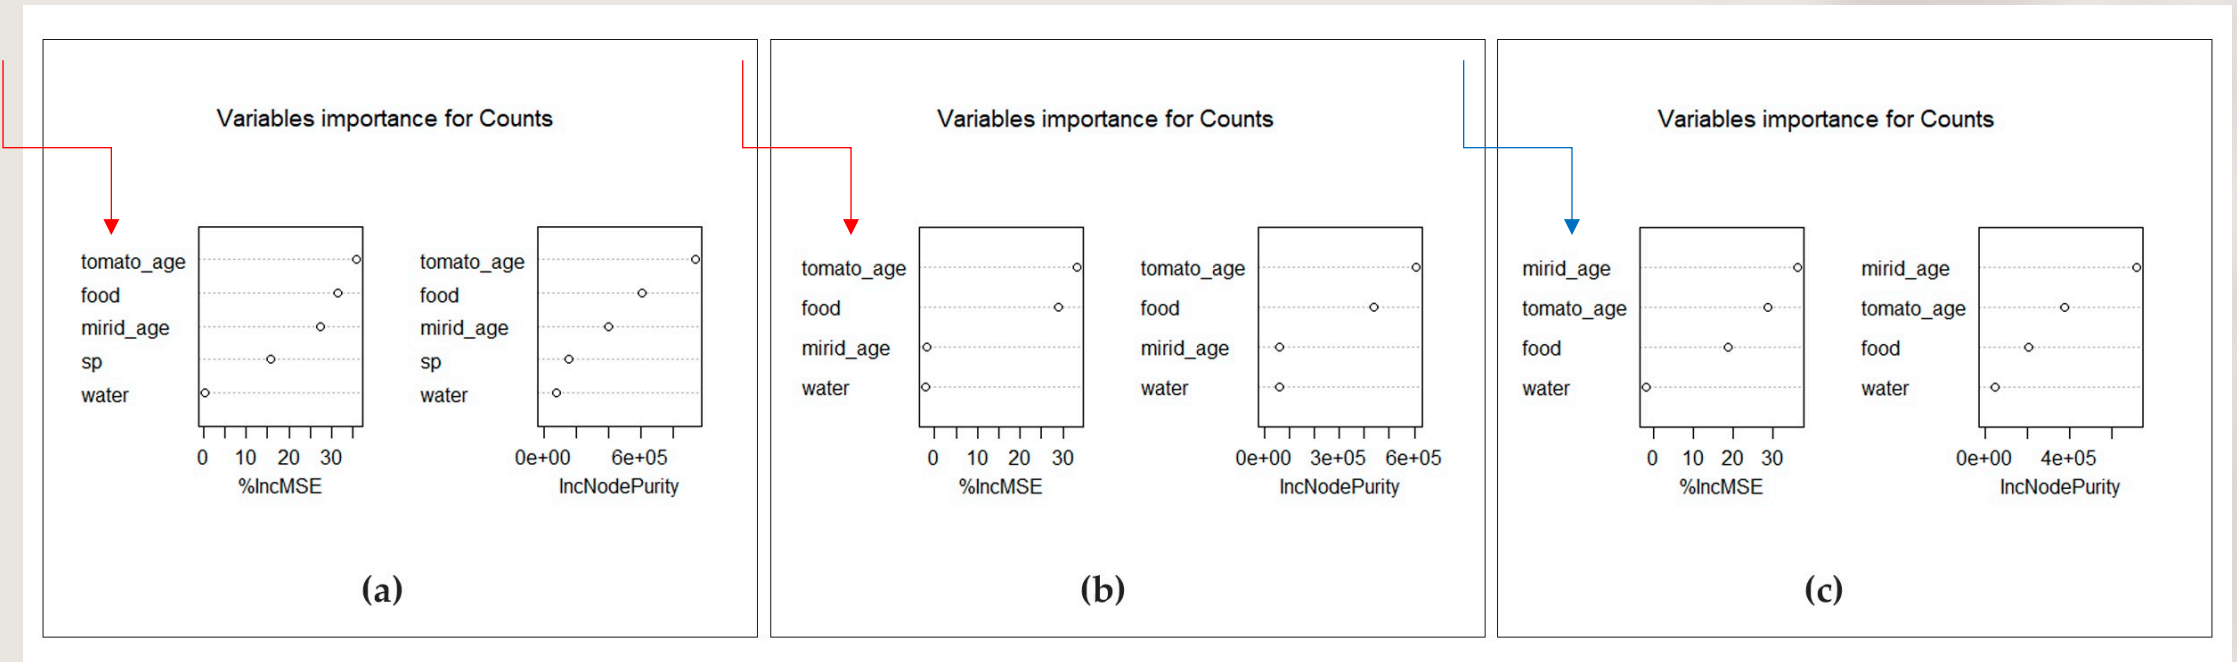 Variables importance for Counts
tomato_age
food
mirid_age
sp
water
0 10 20 30
%IncMSE
tomato_age
food
mirid_age
sp
water
0e+00 6e+05
IncNodePurity
(a)
Variables importance for Counts
tomato_age
food
mirid_age
water
0 10 20 30
%IncMSE
tomato_age
food
mirid_age
water
0e+00 3e+05 6e+05
IncNodePurity
(b)
Variables importance for Counts
mirid_age
tomato_age
food
water
0 10 20 30
%IncMSE
mirid_age
tomato_age
food
water
0e+00 4e+05
IncNodePurity
(c)